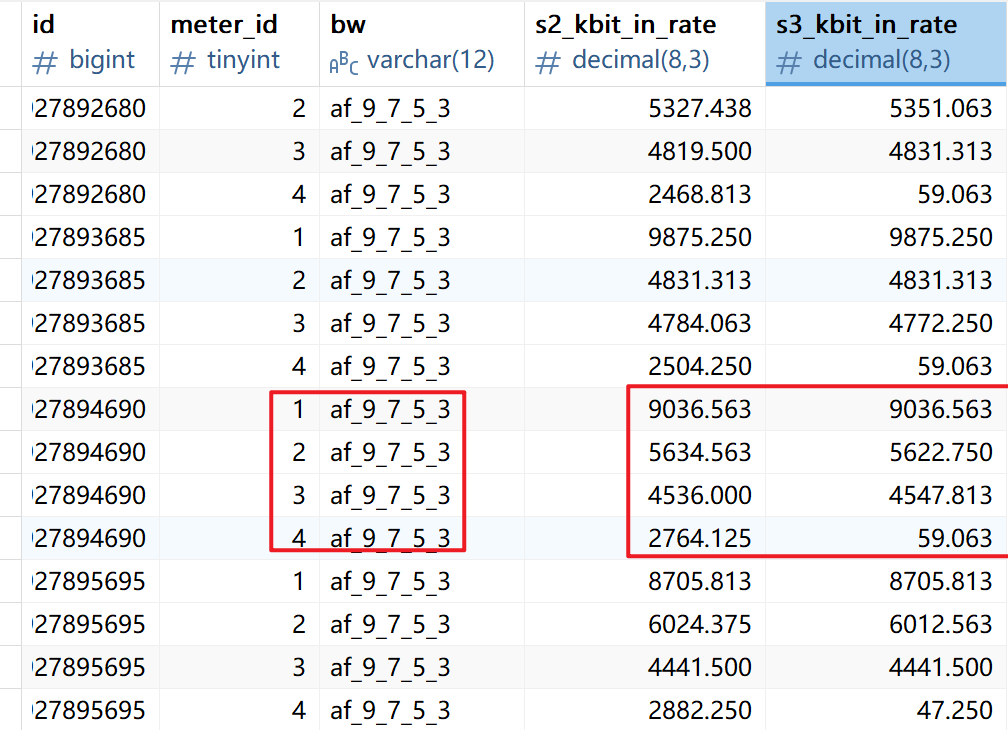 id meter_id bw s2_kbit_in_rate s3_kbit_in_rate
# bigint # tinyint ABC varchar(12) # decimal(8,3) # decimal(8,3)
27892680 2 af_9_7_5_3 5327.438 5351.063
27892680 3 af_9_7_5_3 4819.500 4831.313
27892680 4 af_9_7_5_3 2468.813 59.063
27893685 1 af_9_7_5_3 9875.250 9875.250
27893685 2 af_9_7_5_3 4831.313 4831.313
27893685 3 af_9_7_5_3 4784.063 4772.250
27893685 4 af_9_7_5_3 2504.250 59.063
27894690 1 af_9_7_5_3 9036.563 9036.563
27894690 2 af_9_7_5_3 5634.563 5622.750
27894690 3 af_9_7_5_3 4536.000 4547.813
27894690 4 af_9_7_5_3 2764.125 59.063
27895695 1 af_9_7_5_3 8705.813 8705.813
27895695 2 af_9_7_5_3 6024.375 6012.563
27895695 3 af_9_7_5_3 4441.500 4441.500
27895695 4 af_9_7_5_3 2882.250 47.250